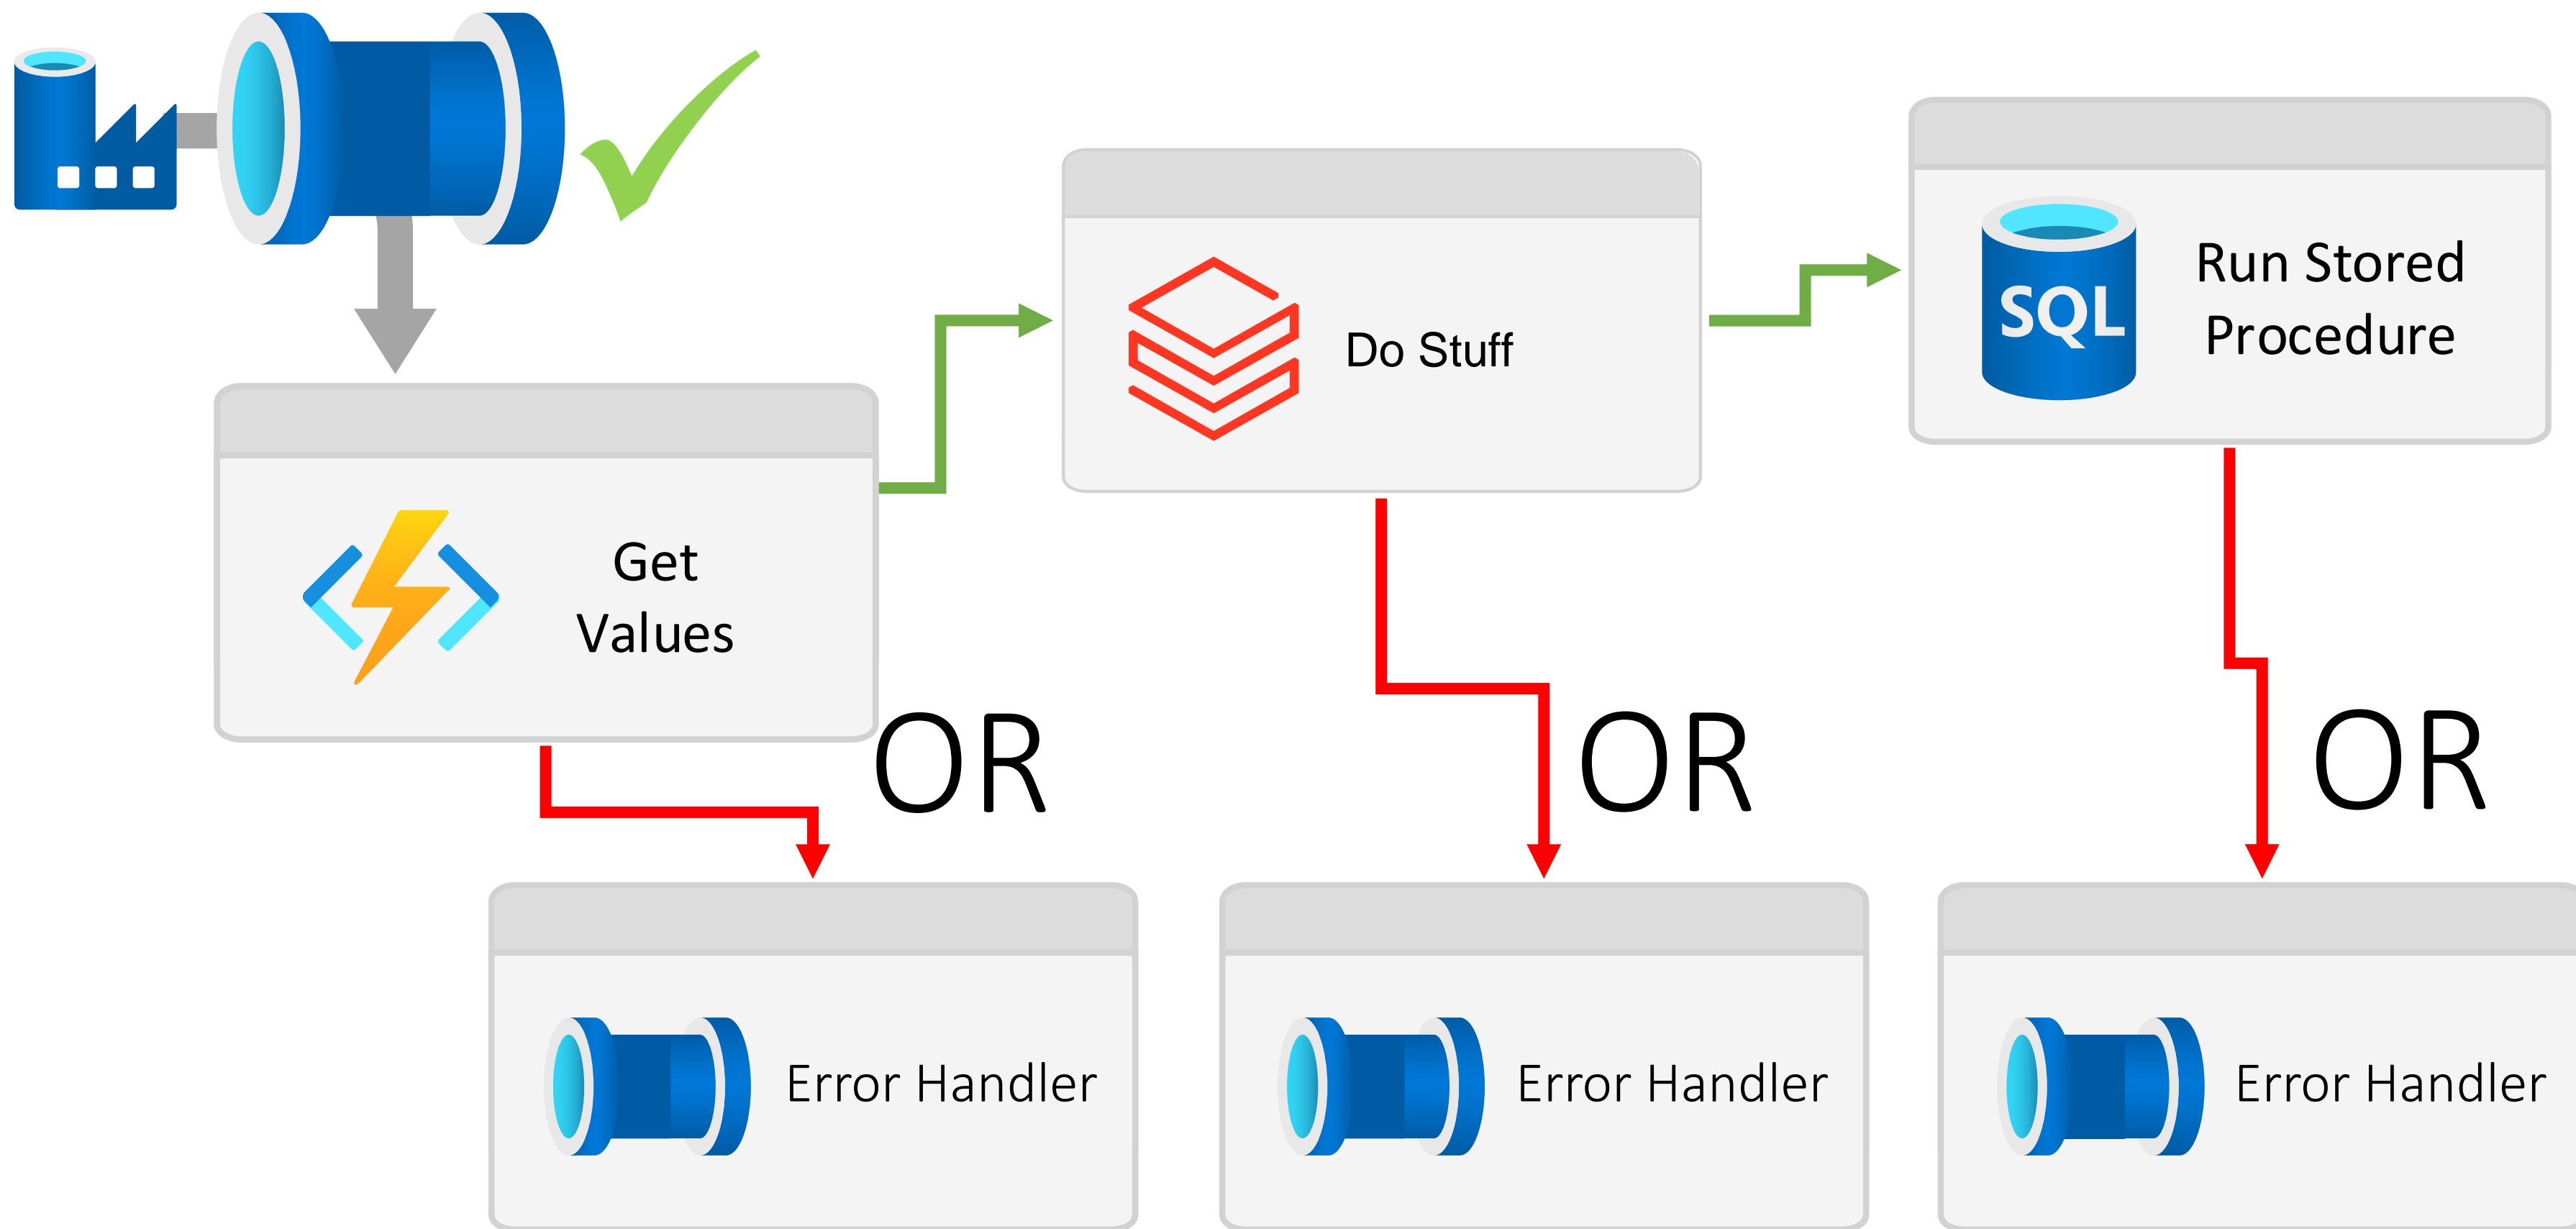 Run Stored
Procedure
SQL
Do Stuff
Get
Values
OR
OR
OR
Error Handler
Error Handler
Error Handler